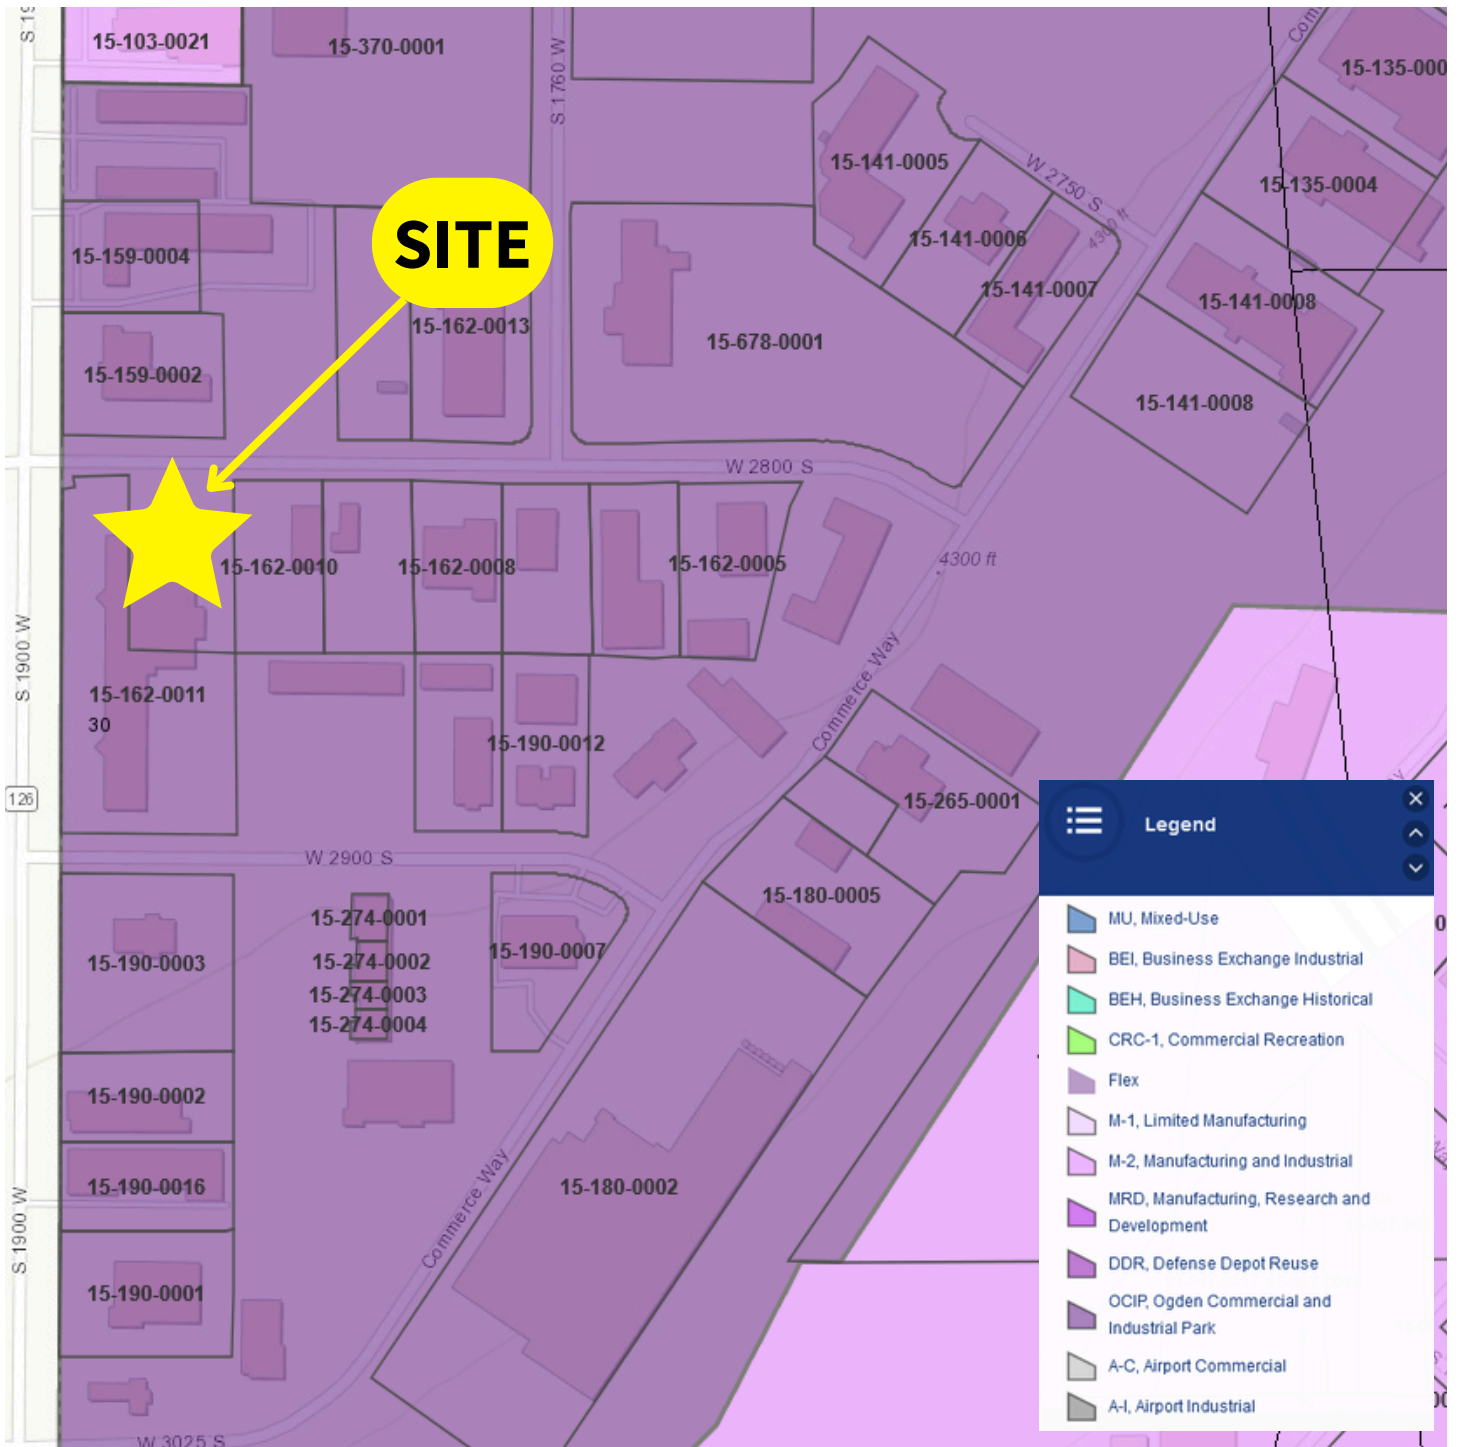 15-103-0021
15-370-0001
S 1760 W
15-135-000
15-141-0005
W 2750 S
15-135-0004
4300 ft
15-159-0004
SITE
15-141-0006
15-141-0007
15-141-0008
15-162-0013
15-678-0001
15-159-0002
15-141-0008
W 2800 S
15-162-0010
15-162-0008
15-162-0005
4300 ft
S 1900 W
15-162-0011
30
15-190-0012
Commerce Way
126
15-265-0001
W 2900 S
15-180-0005
15-274-0001
15-190-0003
15-274-0002
15-190-0007
15-274-0003
15-274-0004
15-190-0002
15-190-0016
15-180-0002
Commerce Way
S 1900 W
15-190-0001
W 3025 S
Legend
MU, Mixed-Use
BEI, Business Exchange Industrial
BEH, Business Exchange Historical
CRC-1, Commercial Recreation
Flex
M-1, Limited Manufacturing
M-2, Manufacturing and Industrial
MRD, Manufacturing, Research and
Development
DDR, Defense Depot Reuse
OCIP, Ogden Commercial and
Industrial Park
A-C, Airport Commercial
A-I, Airport Industrial